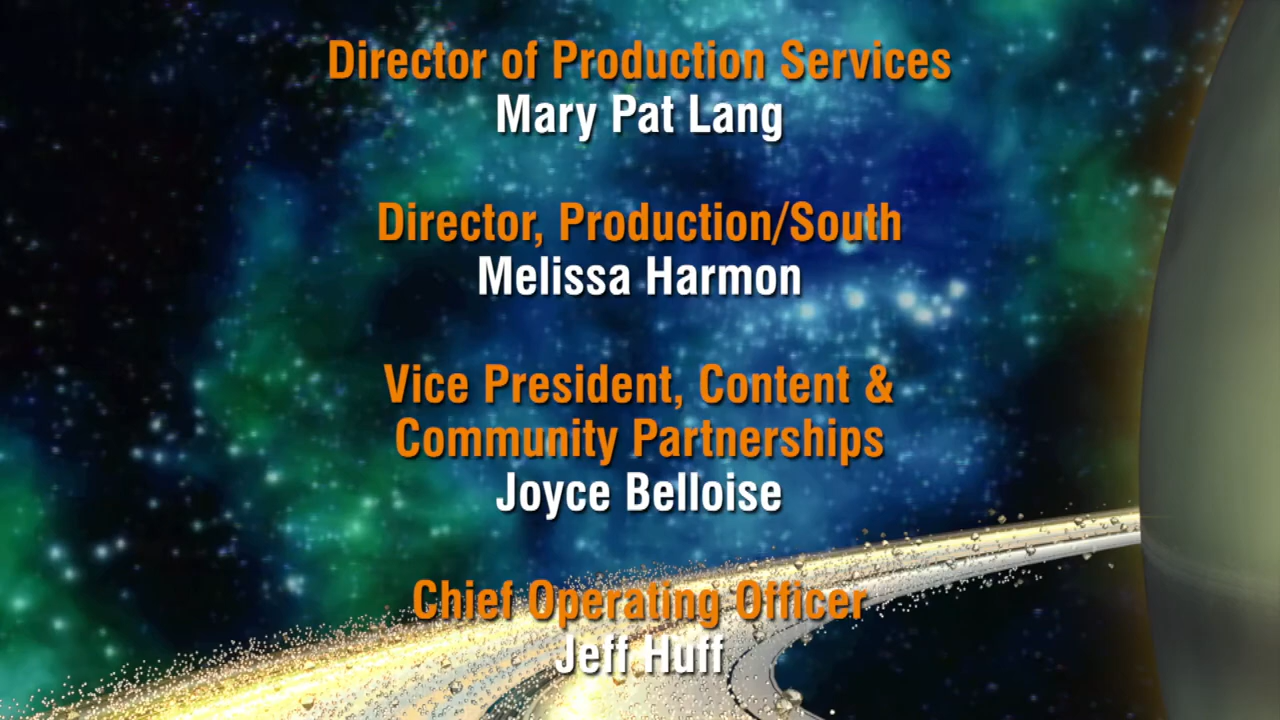 Director of Production Services
Mary Pat Lang
Director, Production/South
Melissa Harmon
Vice President, Content &
Community Partnerships
Joyce Belloise
Chief Operating Officer
Jeff Huff